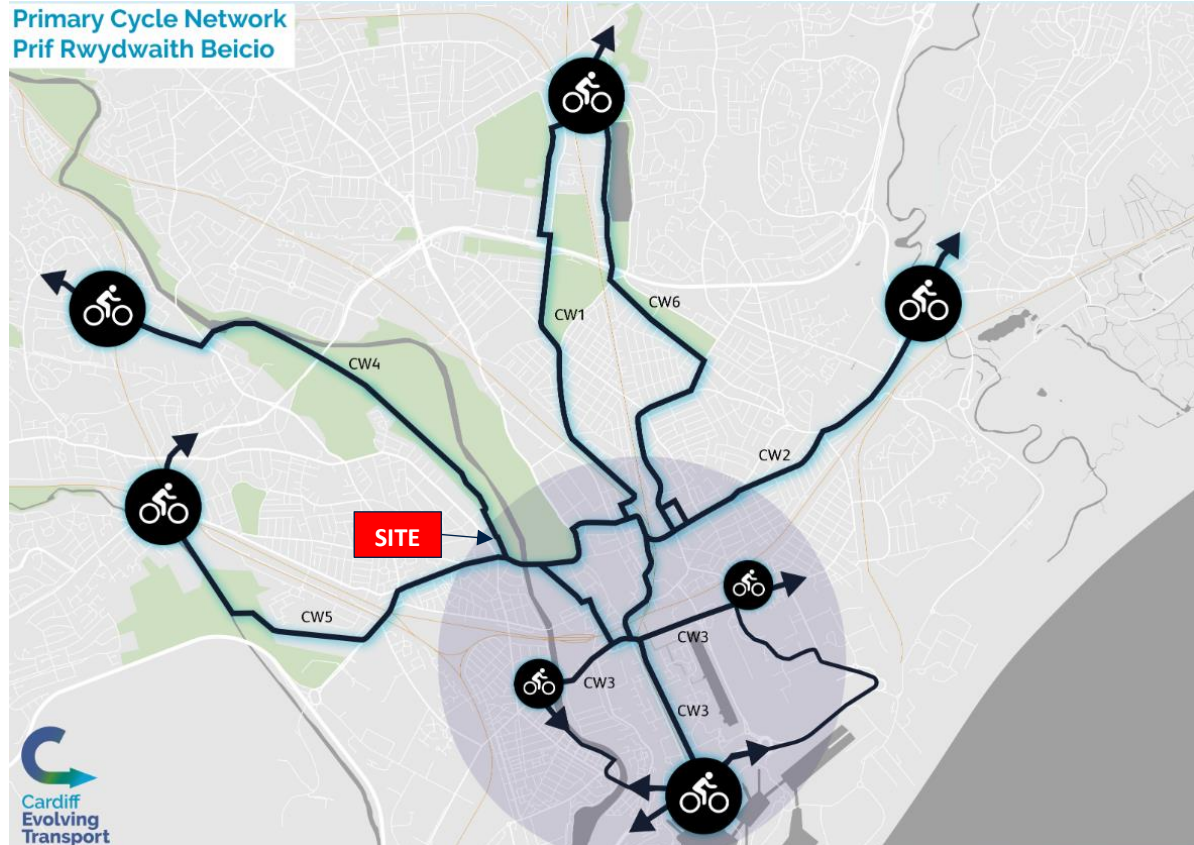 Primary Cycle Network
Prif Rwydwaith Beicio
CW1
CW6
CW4
CW2
SITE
CW5
CW3
CW3
CW3
Cardiff
Evolving
Transport